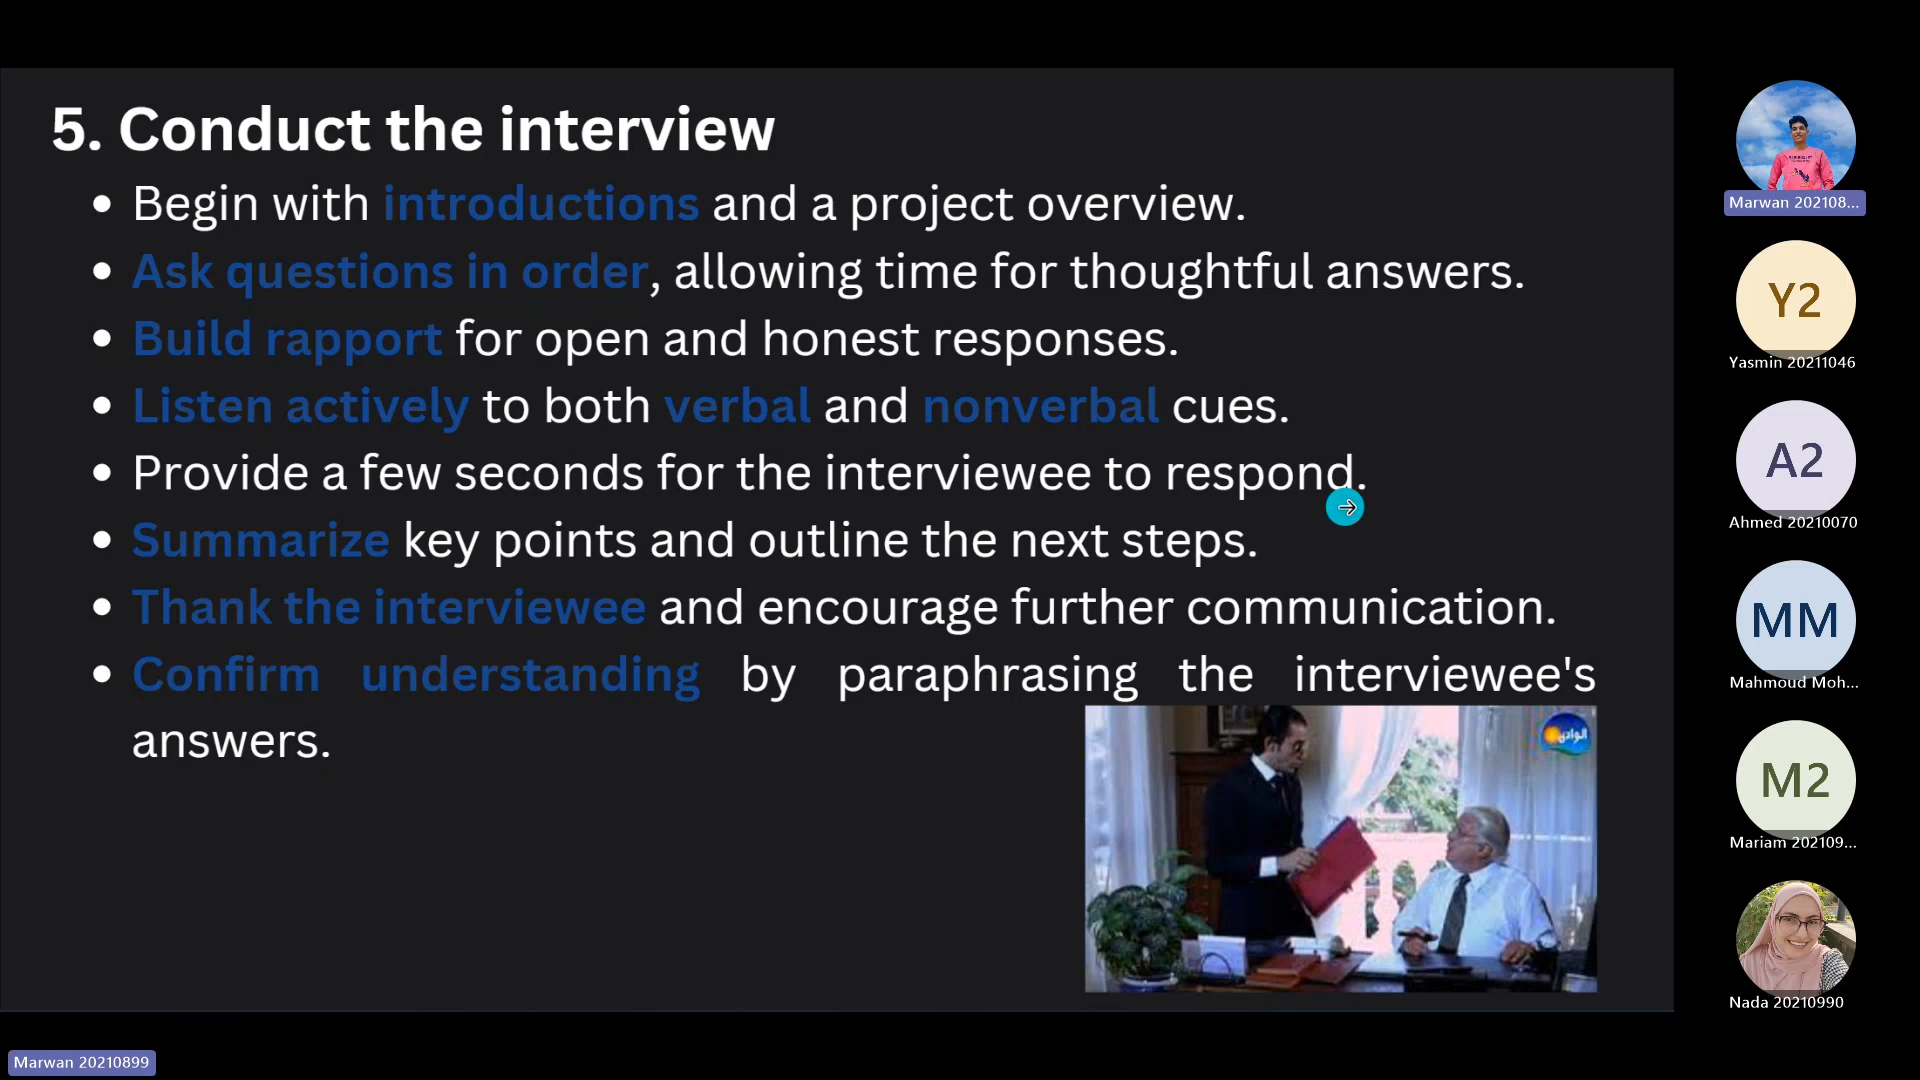 5. Conduct the interview
• Begin with introductions and a project overview.
• Ask questions in order, allowing time for thoughtful answers.
• Build rapport for open and honest responses.
• Listen actively to both verbal and nonverbal cues.
• Provide a few seconds for the interviewee to respond.
• Summarize key points and outline the next steps.
• Thank the interviewee and encourage further communication.
• Confirm understanding by paraphrasing the interviewee's
answers.
الوادي
Marwan 202108...
Y2
Yasmin 20211046
A2
Ahmed 20210070
MM
Mahmoud Moh...
M2
Mariam 202109...
Nada 20210990
Marwan 20210899